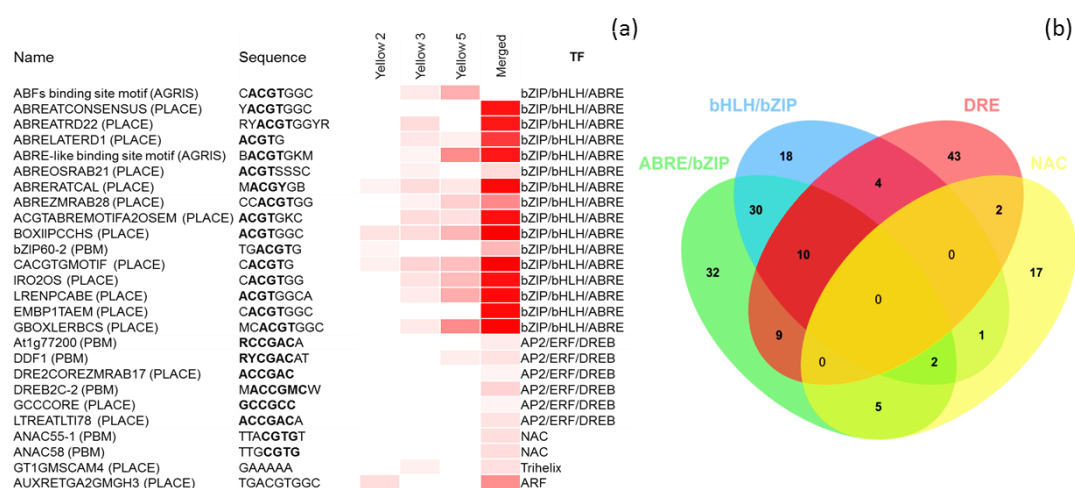 (a)
Name Sequence Yellow 2 Yellow 3 Yellow 5 Merged TF
ABFs binding site motif (AGRIS) CACGTGGC bZIP/bHLH/ABRE
ABREATCONSENSUS (PLACE) YACGTGGC bZIP/bHLH/ABRE
ABREATRD22 (PLACE) RYACGTGGYR bZIP/bHLH/ABRE
ABRELATERD1 (PLACE) ACGTG bZIP/bHLH/ABRE
ABRE-like binding site motif (AGRIS) BACGTGKM bZIP/bHLH/ABRE
ABREOSRAB21 (PLACE) ACGTSSSC bZIP/bHLH/ABRE
ABRERATCAL (PLACE) MACGYGB bZIP/bHLH/ABRE
ABREZMRAB28 (PLACE) CCACGTGG bZIP/bHLH/ABRE
ACGTABREMOTIFA2OSEM (PLACE) ACGTGKC bZIP/bHLH/ABRE
BOXIIPCCHS (PLACE) ACGTGGC bZIP/bHLH/ABRE
bZIP60-2 (PBM) TGACGTG bZIP/bHLH/ABRE
CACGTGMOTIF (PLACE) CACGTG bZIP/bHLH/ABRE
IRO2OS (PLACE) CACGTGG bZIP/bHLH/ABRE
LRENPCABE (PLACE) ACGTGGCA bZIP/bHLH/ABRE
EMBP1TAEM (PLACE) CACGTGGC bZIP/bHLH/ABRE
GBOXLERBCS (PLACE) MCACGTGGC bZIP/bHLH/ABRE
At1g77200 (PBM) RCCGACA AP2/ERF/DREB
DDF1 (PBM) RYCGACAT AP2/ERF/DREB
DRE2COREZMRAB17 (PLACE) ACCGAC AP2/ERF/DREB
DREB2C-2 (PBM) MACCGMCW AP2/ERF/DREB
GCCCORE (PLACE) GCCGCC AP2/ERF/DREB
LTREATLTI78 (PLACE) ACCGACA AP2/ERF/DREB
ANAC55-1 (PBM) TTACGTGT NAC
ANAC58 (PBM) TTGCGTG NAC
GT1GMSCAM4 (PLACE) GAAAAA Trihelix
AUXRETGA2GMGH3 (PLACE) TGACGTGGC ARF
(b)
bHLH/bZIP DRE
ABRE/bZIP NAC
18 43
4
30 2
10 0
32 17
0
9 1
0 2
5